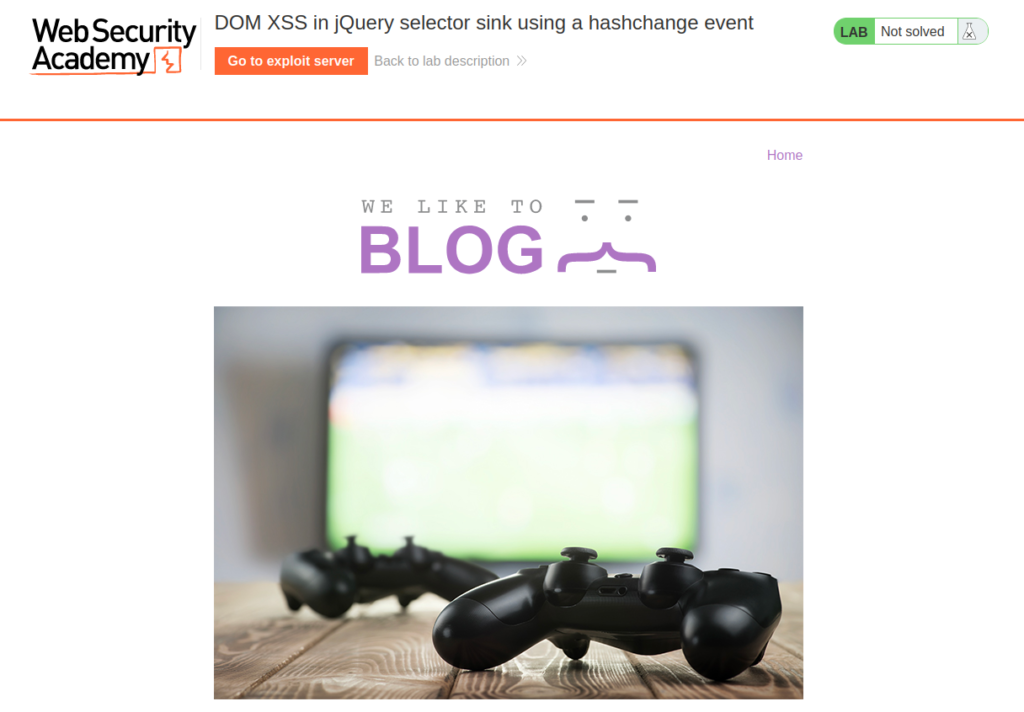 Web Security
Academy
DOM XSS in jQuery selector sink using a hashchange event
Go to exploit server
Back to lab description
LAB
Not solved
Home
WE LIKE TO
BLOG